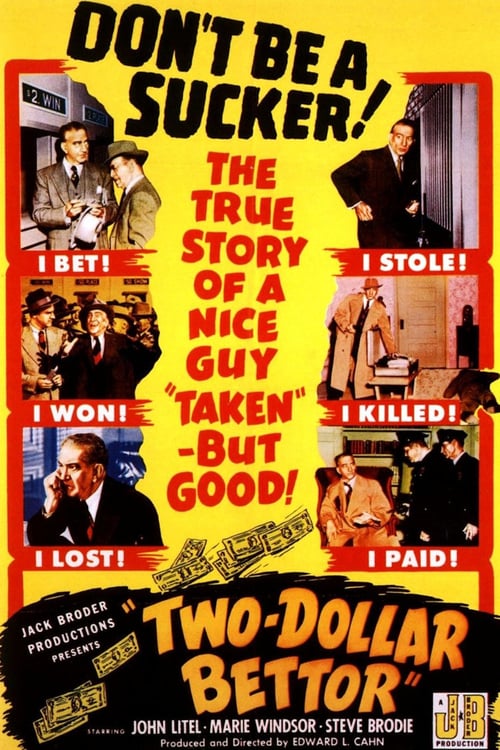 DON'T BE A
SUCKER!
$2. WIN
THE
TRUE
STORY
OF A
NICE
GUY
"TAKEN"
-BUT
GOOD!
I BET!
I WON!
I LOST!
I STOLE!
I KILLED!
I PAID!
JACK BRODER
PRODUCTIONS
PRESENTS
"TWO-DOLLAR
BETTOR"
STARRING JOHN LITEL · MARIE WINDSOR · STEVE BRODIE
Produced and Directed by EDWARD L. CAHN
A
JACK
BRODER
JB
PRODUCTION